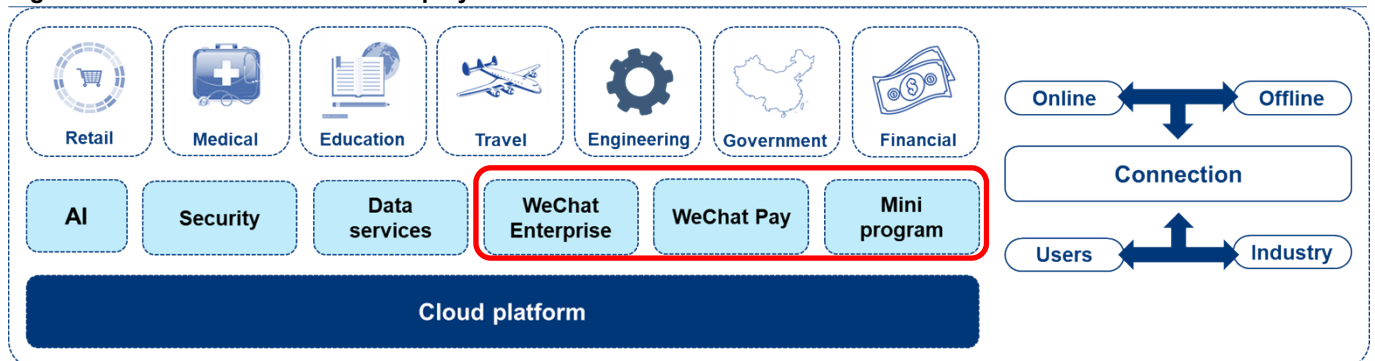 Retail
Medical
Education
Travel
Engineering
Government
Financial
AI
Security
Data
services
WeChat
Enterprise
WeChat Pay
Mini
program
Cloud platform
Online
Offline
Connection
Users
Industry